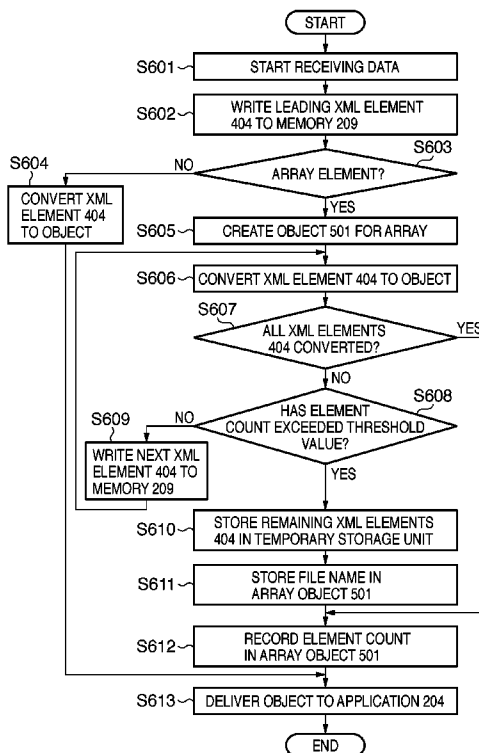 START
S601
START RECEIVING DATA
S602
WRITE LEADING XML ELEMENT
404 TO MEMORY 209
S603
ARRAY ELEMENT?
NO
YES
S604
CONVERT XML
ELEMENT 404
TO OBJECT
S605
CREATE OBJECT 501 FOR ARRAY
S606
CONVERT XML ELEMENT 404 TO OBJECT
S607
ALL XML ELEMENTS
404 CONVERTED?
YES
NO
S608
HAS ELEMENT
COUNT EXCEEDED THRESHOLD
VALUE?
NO
YES
S609
WRITE NEXT XML
ELEMENT 404 TO
MEMORY 209
S610
STORE REMAINING XML ELEMENTS
404 IN TEMPORARY STORAGE UNIT
S611
STORE FILE NAME IN
ARRAY OBJECT 501
S612
RECORD ELEMENT COUNT
IN ARRAY OBJECT 501
S613
DELIVER OBJECT TO APPLICATION 204
END